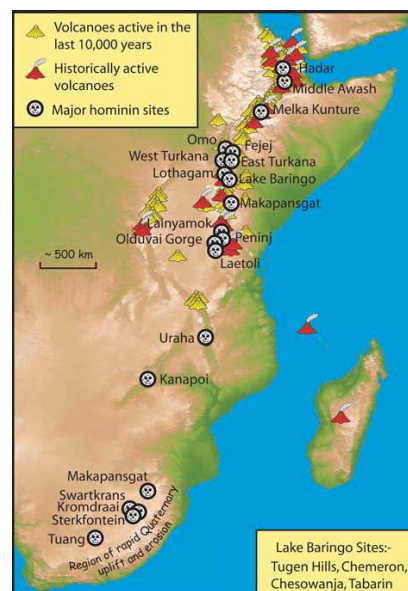 Volcanoes active in the
last 10,000 years
Historically active
volcanoes
Major hominin sites
Hadar
Middle Awash
Melka Kunture
Omo
Fejej
West Turkana
East Turkana
Lothagam
Lake Baringo
Makapansgat
Lainyamok
Olduvai Gorge
Peninj
Laetoli
~ 500 km
Uraha
Kanapoi
Makapansgat
Swartkrans
Kromdraai
Sterkfontein
Tuang
Region of rapid Quaternary
uplift and erosion
Lake Baringo Sites:-
Tugen Hills, Chemeron,
Chesowanja, Tabarin